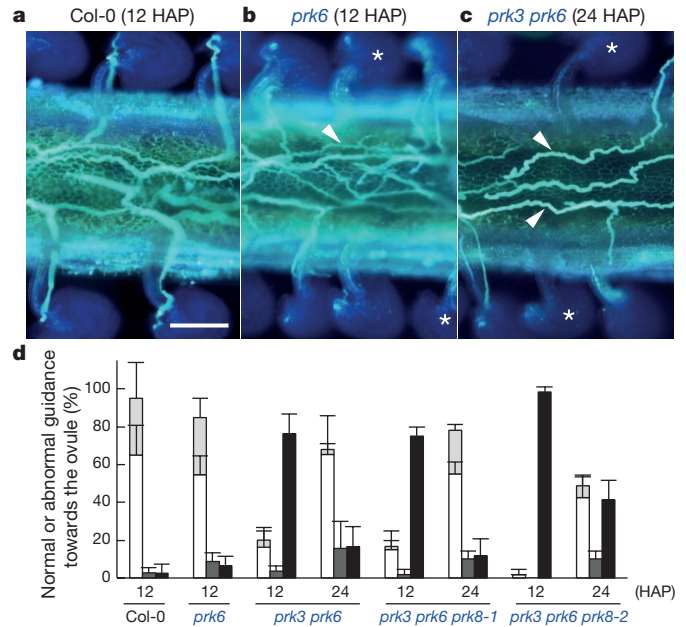 a Col-0 (12 HAP) b prk6 (12 HAP) c prk3 prk6 (24 HAP)
* * *
* *
d
Normal or abnormal guidance
towards the ovule (%)
100
80
60
40
20
0
12 12 12 24 12 24 12 24 (HAP)
Col-0 prk6 prk3 prk6 prk3 prk6 prk8-1 prk3 prk6 prk8-2